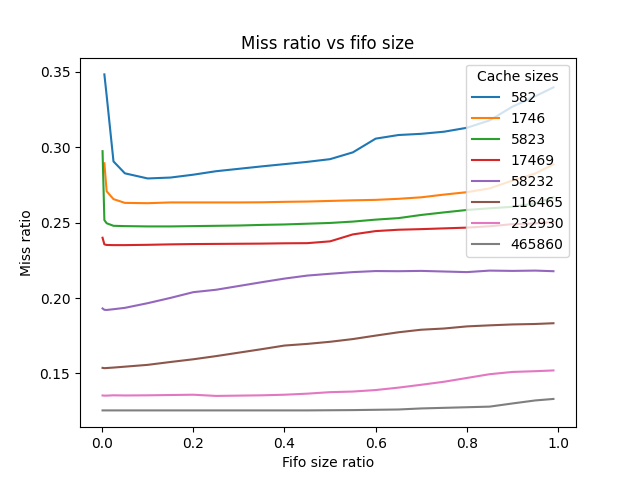 Miss ratio vs fifo size
Cache sizes
582
1746
5823
17469
58232
116465
232930
465860
Miss ratio
0.35
0.30
0.25
0.20
0.15
0.0 0.2 0.4 0.6 0.8 1.0
Fifo size ratio